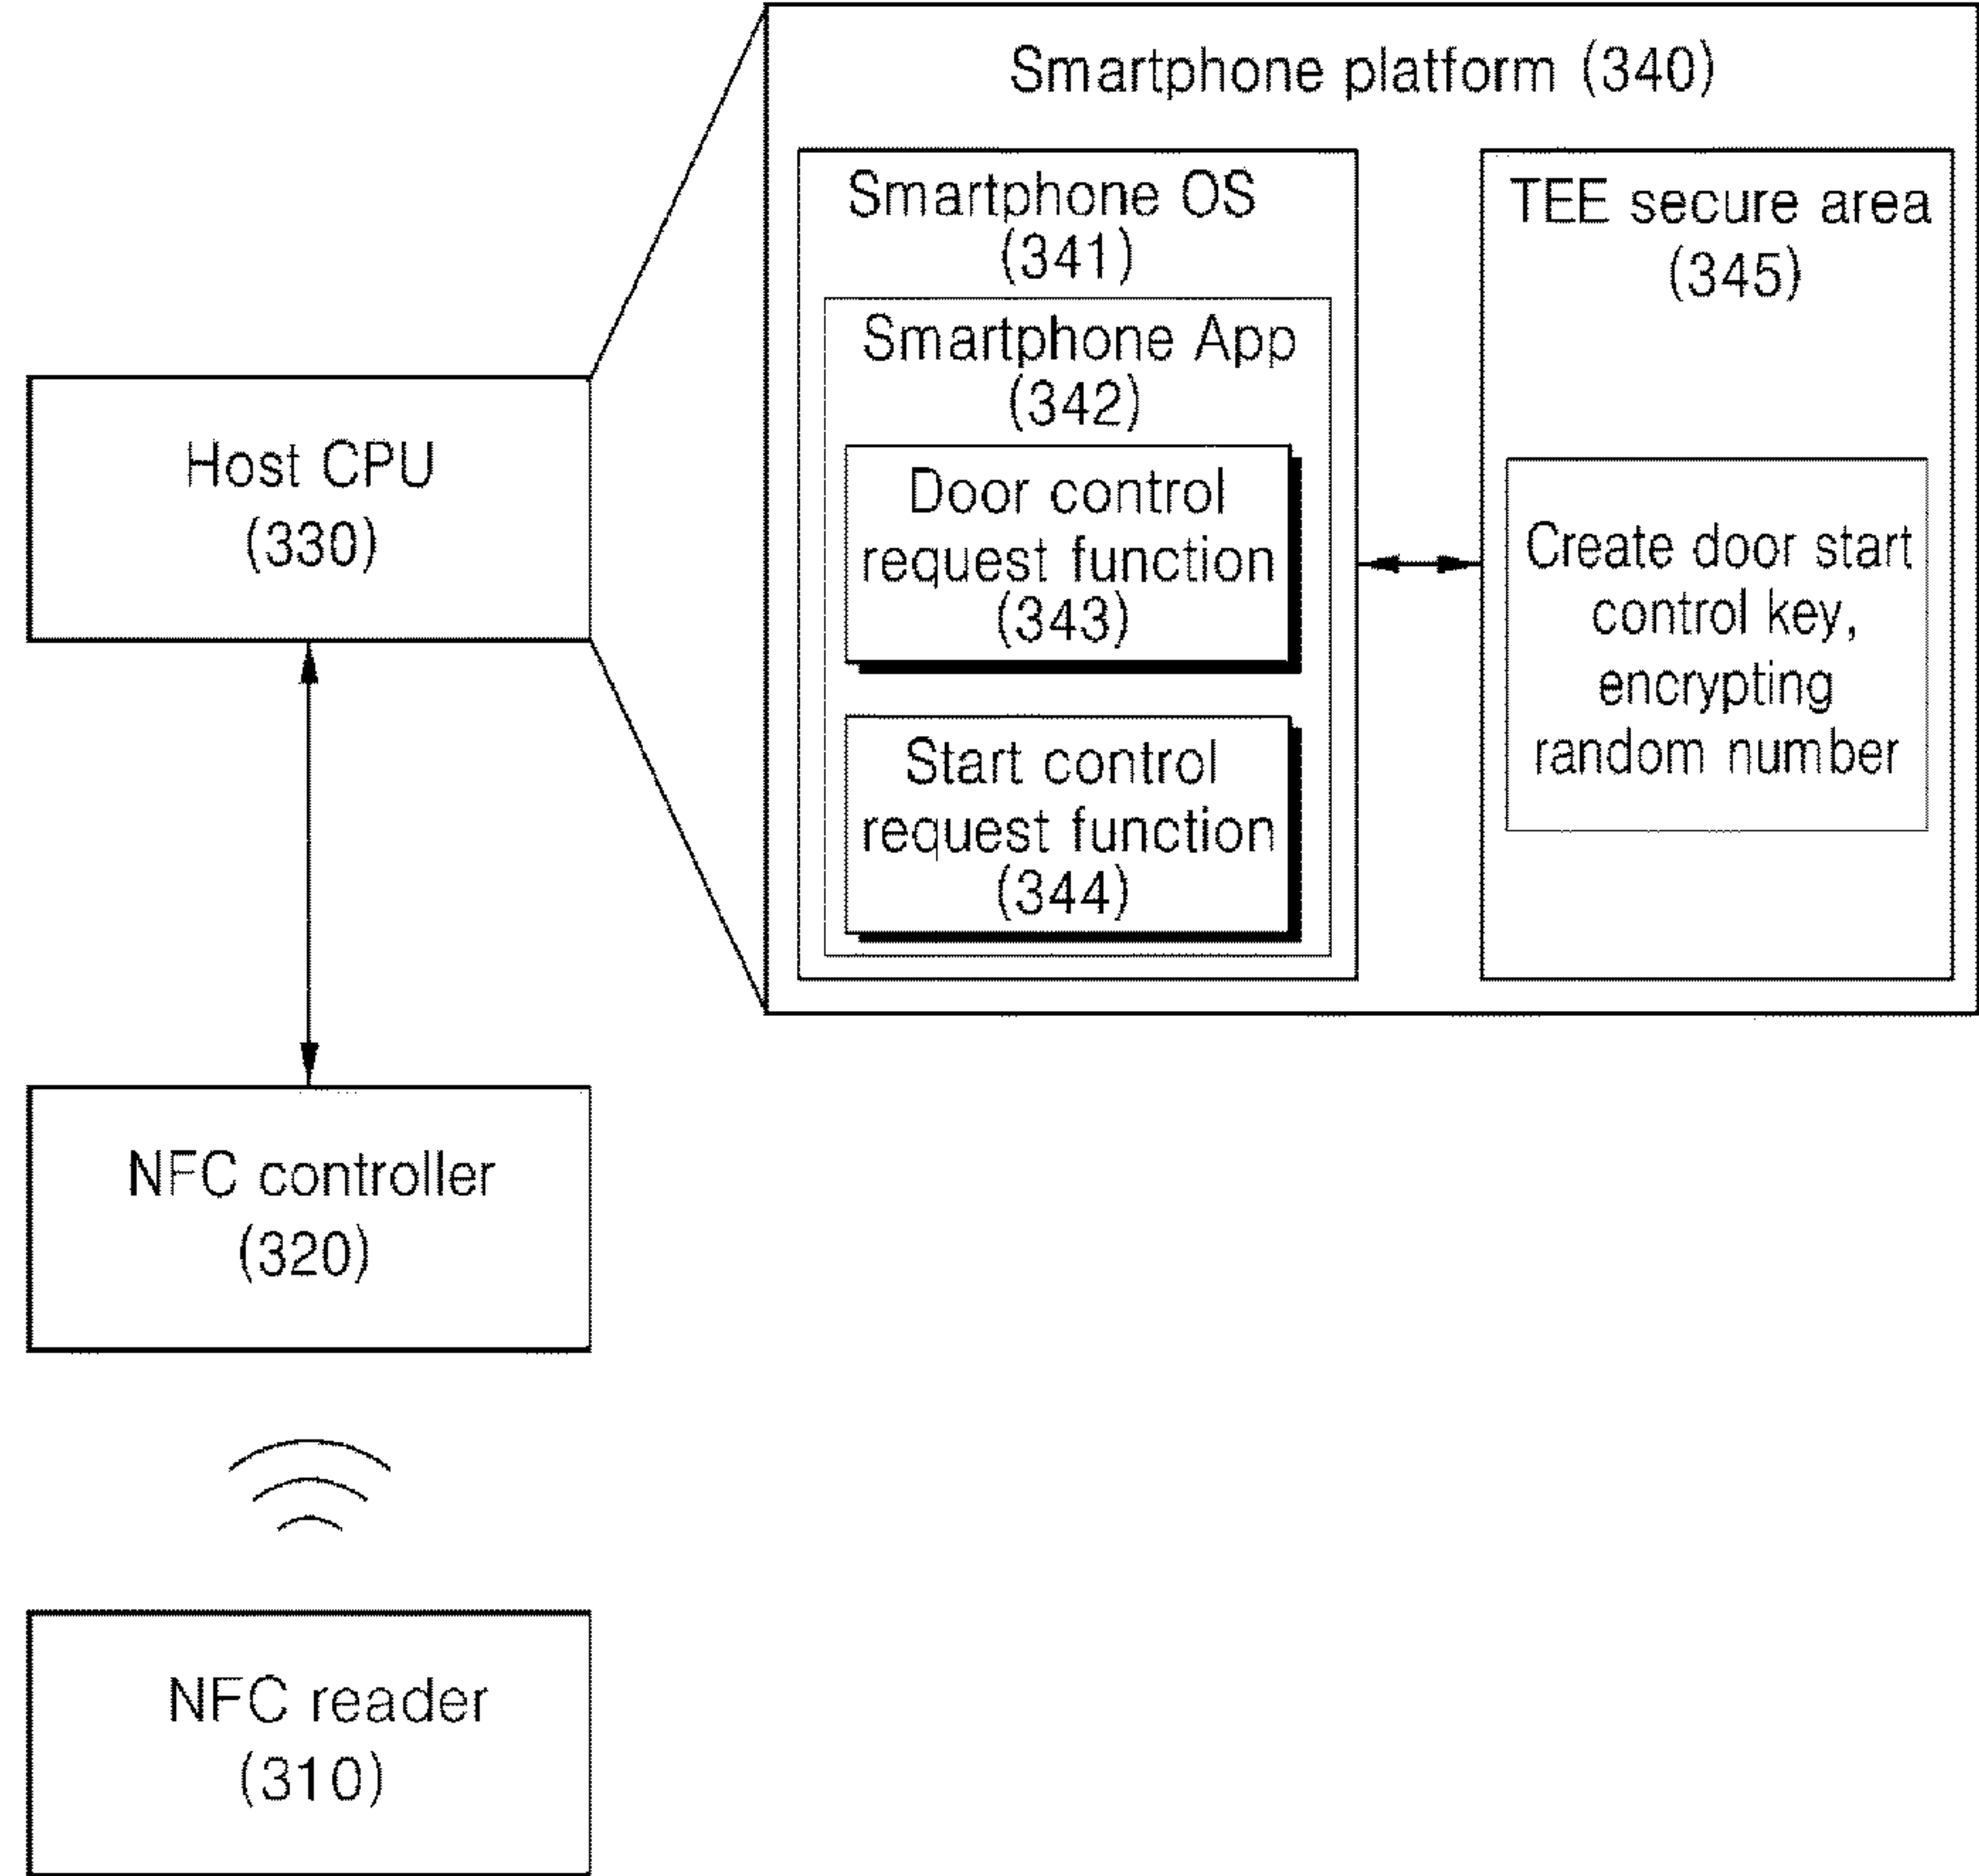 Smartphone platform (340)
Smartphone OS
(341)
Smartphone App
(342)
Door control
request function
(343)
Start control
request function
(344)
TEE secure area
(345)
Create door start
control key,
encrypting
random number
Host CPU
(330)
NFC controller
(320)
NFC reader
(310)